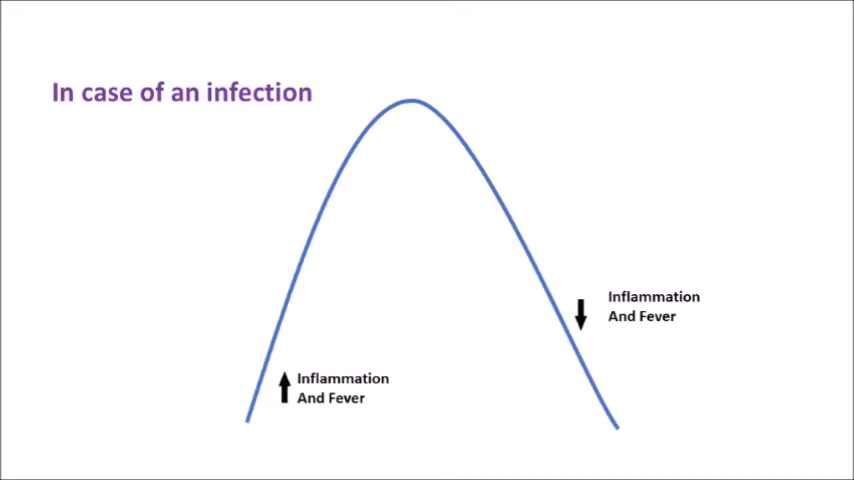 In case of an infection
Inflammation
And Fever
Inflammation
And Fever